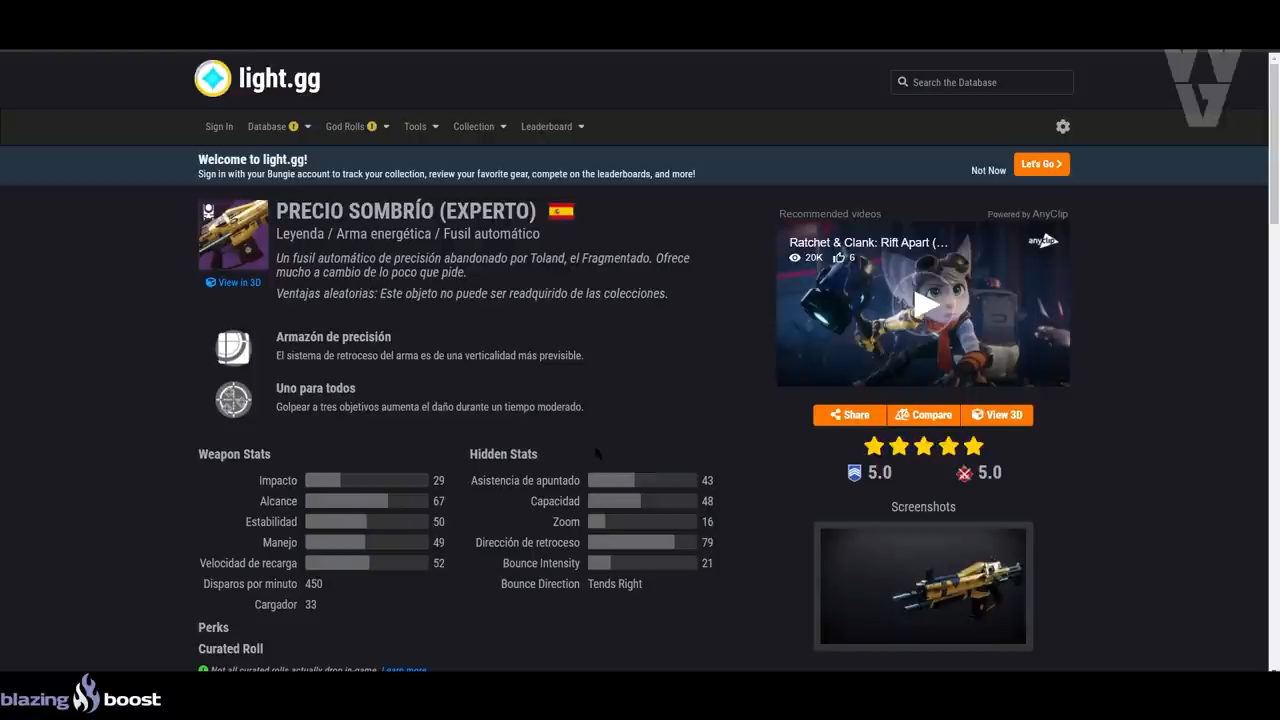 light.gg
Search the Database
WG
Sign In Database ! God Rolls ! Tools Collection Leaderboard
Welcome to light.gg!
Sign in with your Bungie account to track your collection, review your favorite gear, compete on the leaderboards, and more!
Not Now Let's Go
PRECIO SOMBRÍO (EXPERTO)
Leyenda / Arma energética / Fusil automático
Un fusil automático de precisión abandonado por Toland, el Fragmentado. Ofrece
mucho a cambio de lo poco que pide.
Ventajas aleatorias: Este objeto no puede ser readquirido de las colecciones.
View in 3D
Armazón de precisión
El sistema de retroceso del arma es de una verticalidad más previsible.
Uno para todos
Golpear a tres objetivos aumenta el daño durante un tiempo moderado.
Weapon Stats
Impacto 29
Alcance 67
Estabilidad 50
Manejo 49
Velocidad de recarga 52
Disparos por minuto 450
Cargador 33
Hidden Stats
Asistencia de apuntado 43
Capacidad 48
Zoom 16
Dirección de retroceso 79
Bounce Intensity 21
Bounce Direction Tends Right
Perks
Curated Roll
Not all curated rolls actually drop in-game. Learn more
Recommended videos Powered by AnyClip
Ratchet & Clank: Rift Apart (...
anyclip
20K 6
Share Compare View 3D
5.0 5.0
Screenshots
blazing boost